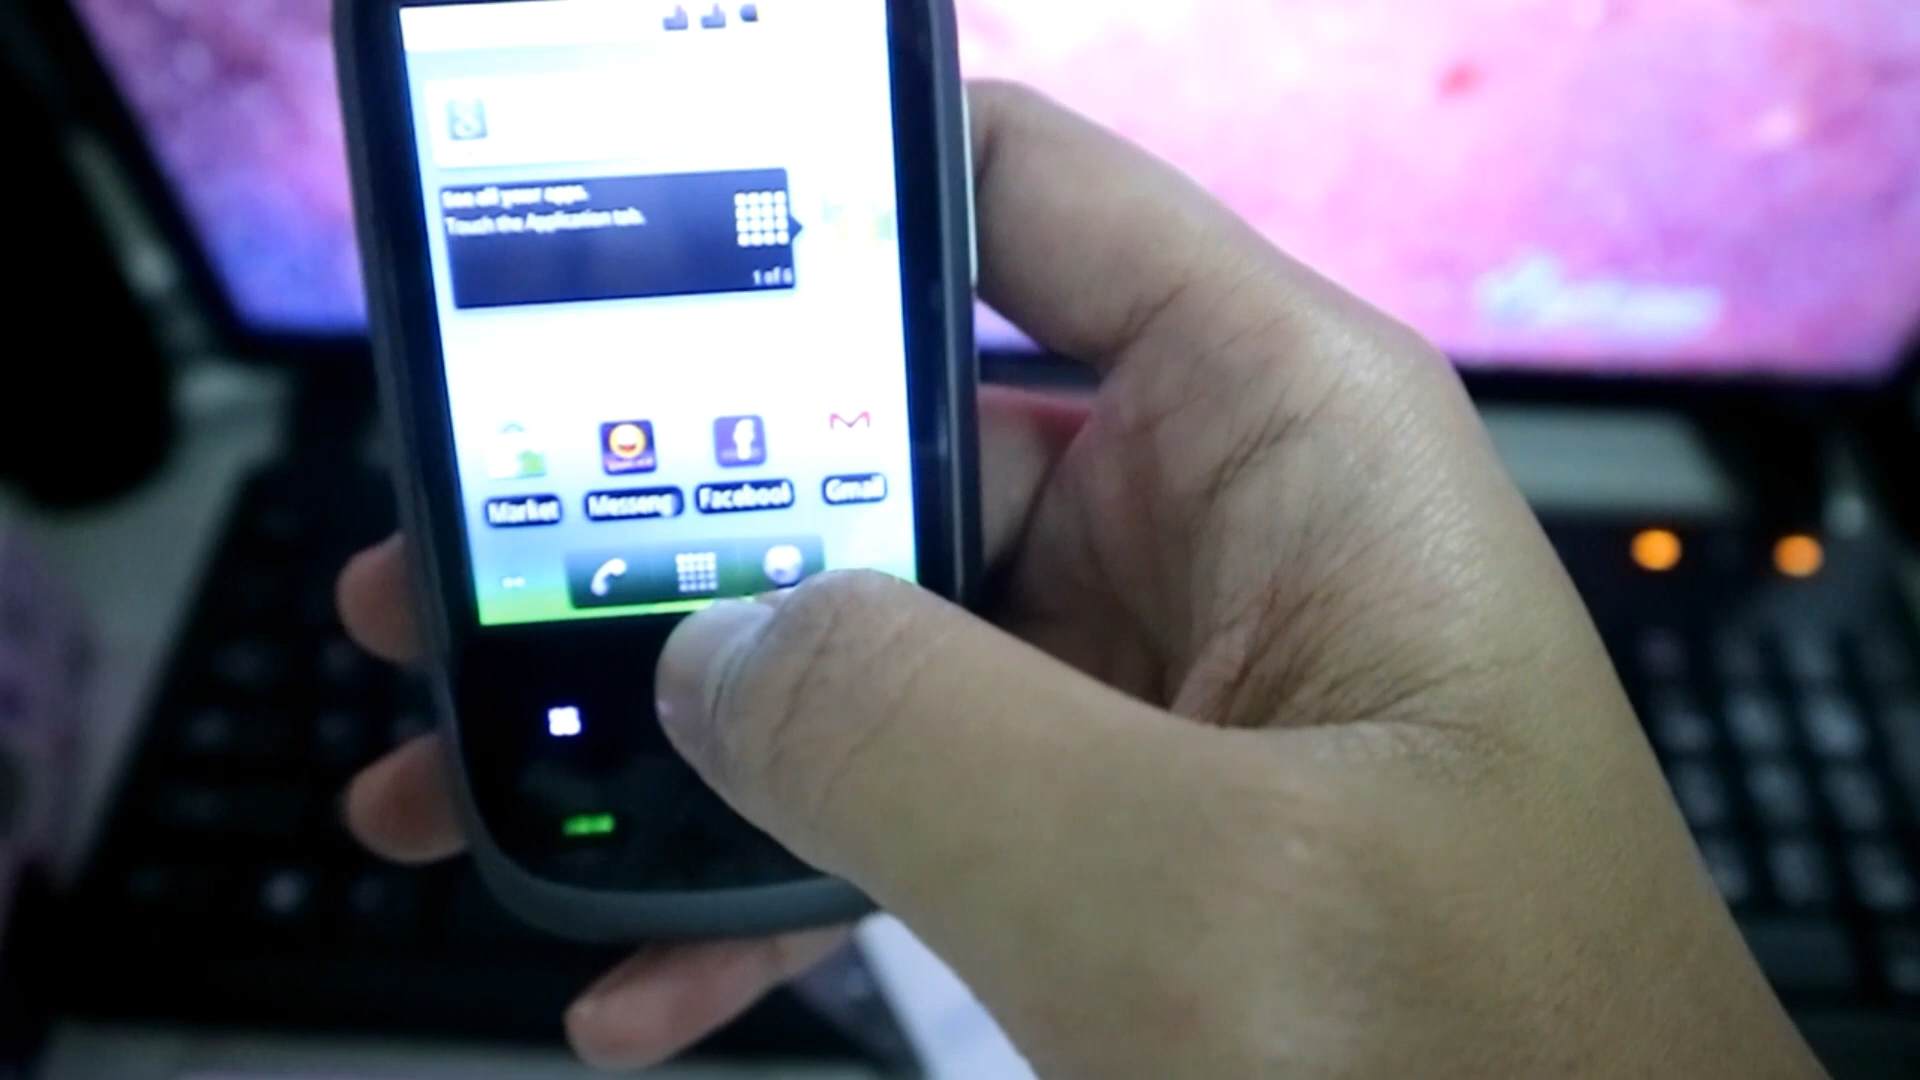 See all your apps.
Touch the Application tab.
1 of 6
Market
Messeng
Facebook
Gmail